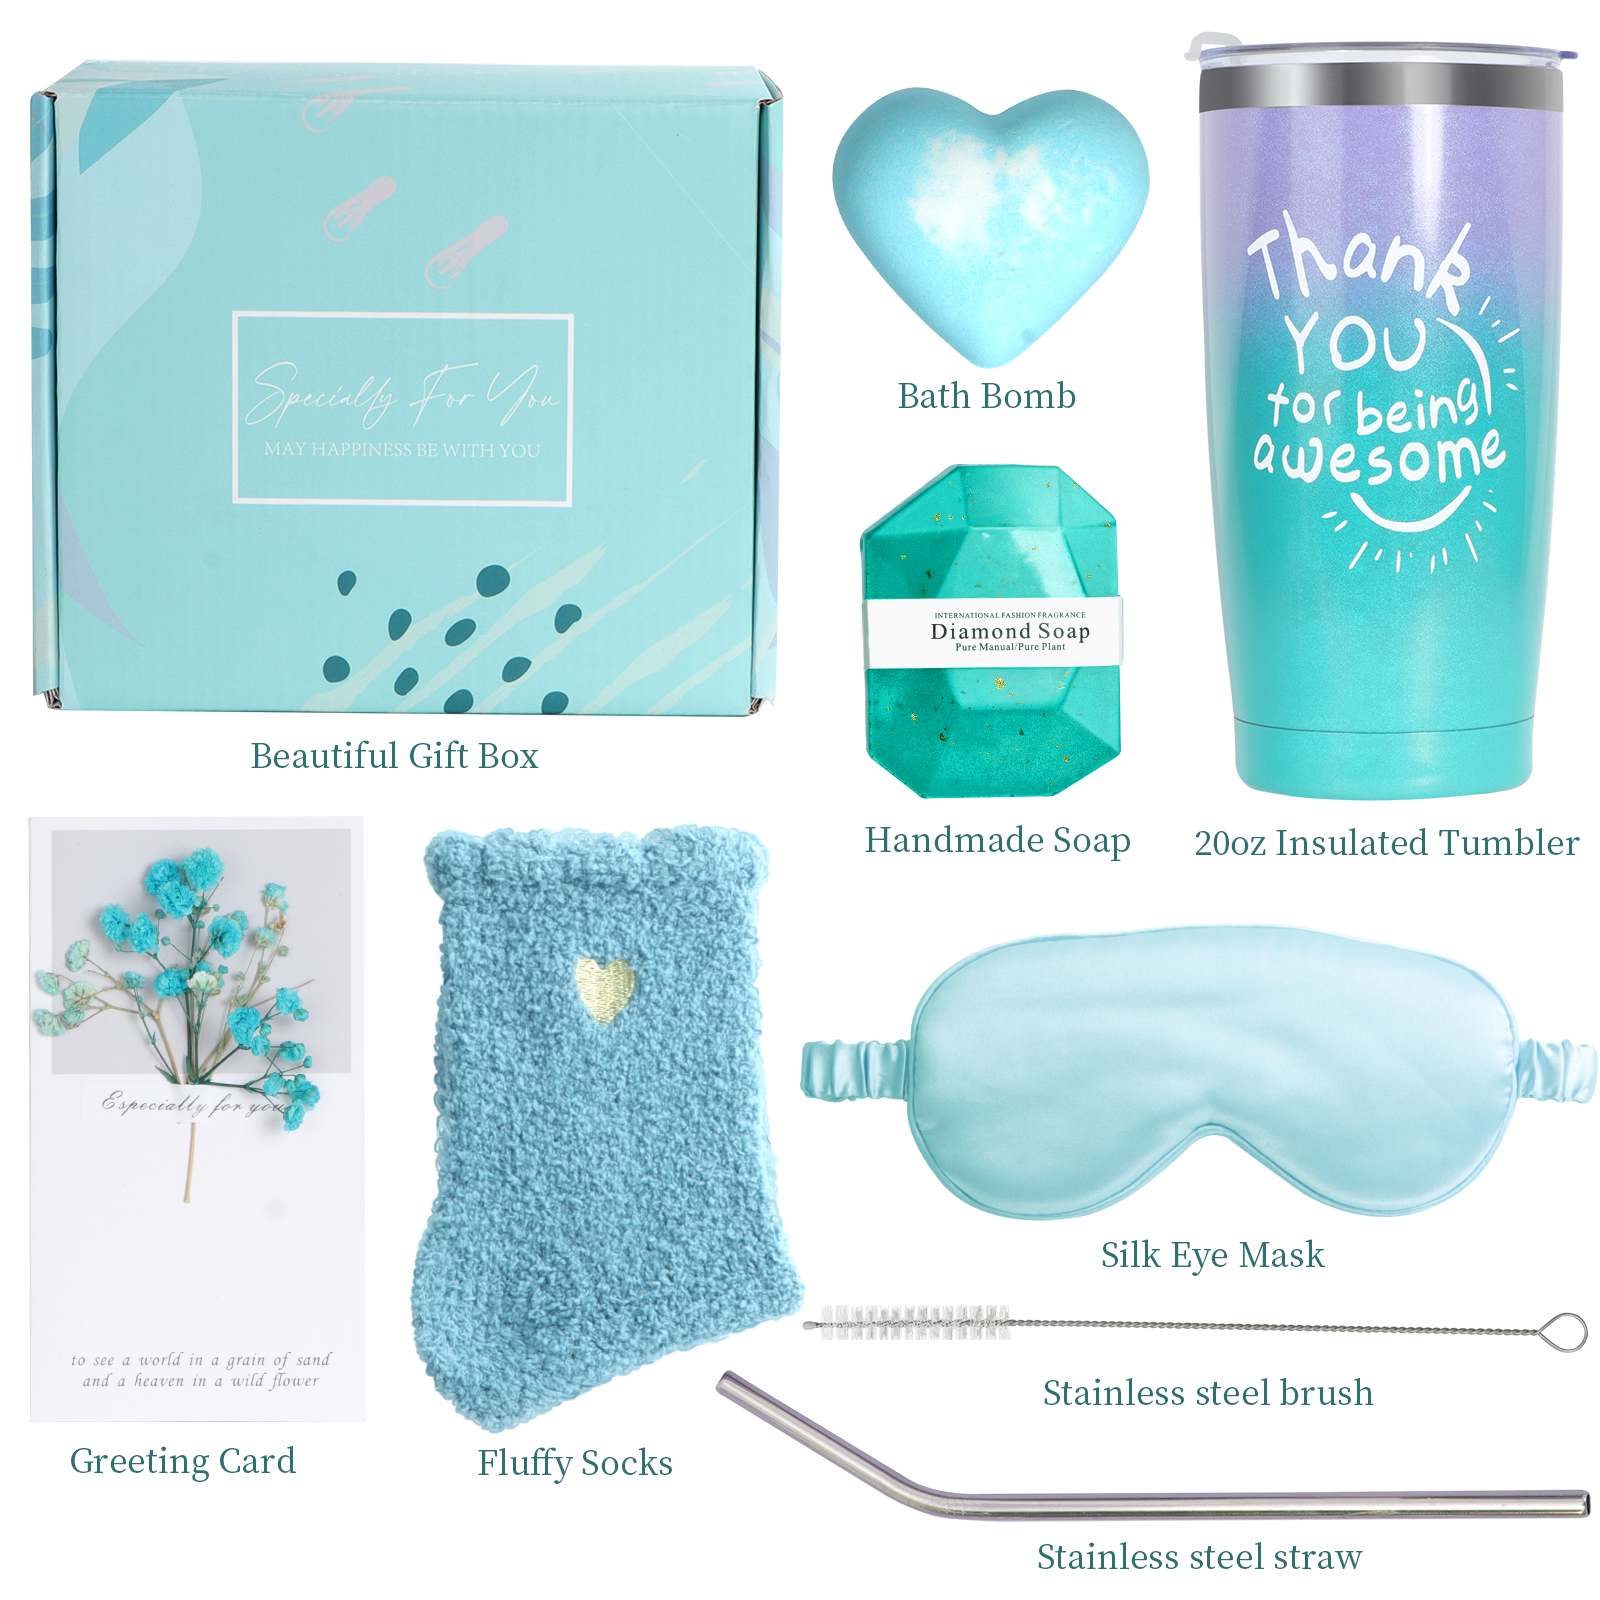 Specially For You
MAY HAPPINESS BE WITH YOU
Beautiful Gift Box
Bath Bomb
INTERNATIONAL FASHION FRAGRANCE
Diamond Soap
Pure Manual/Pure Plant
Handmade Soap
Thank
YOU
for being
awesome
20oz Insulated Tumbler
Especially for you
to see a world in a grain of sand
and a heaven in a wild flower
Greeting Card
Fluffy Socks
Silk Eye Mask
Stainless steel brush
Stainless steel straw